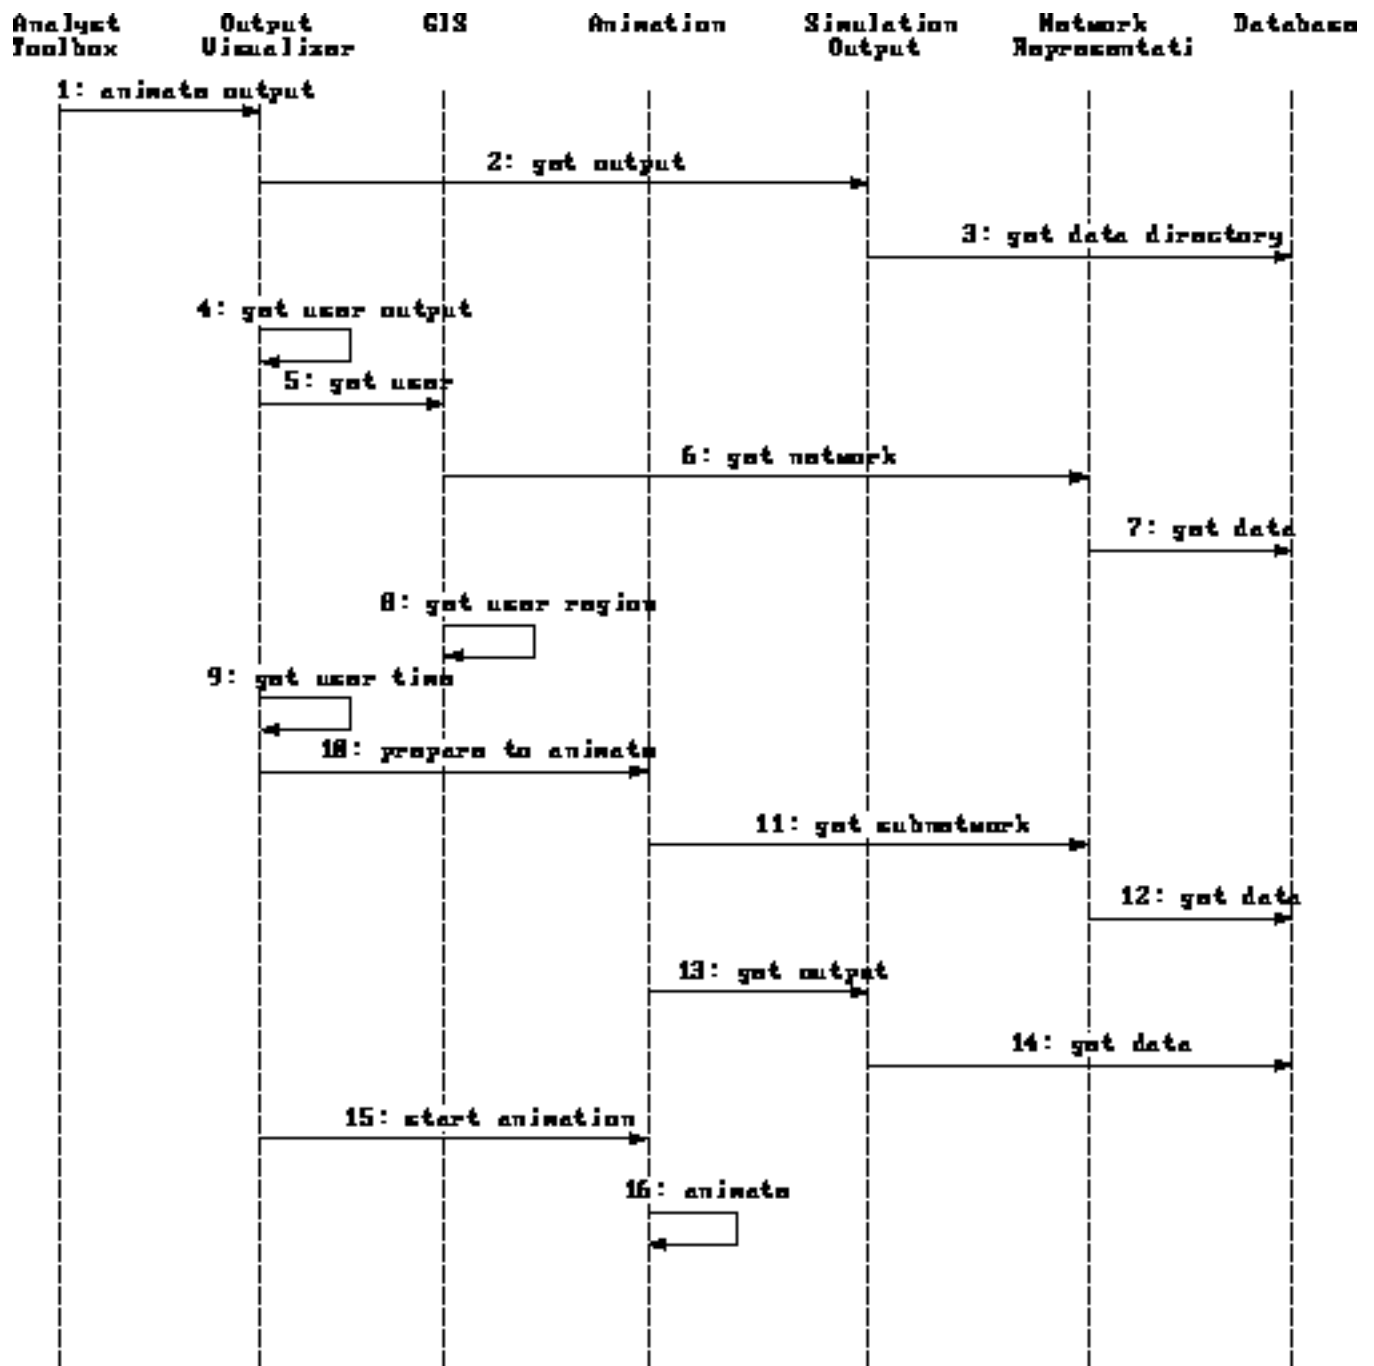 Analyst Output GIS Animation Simulation Network Database
Toolbox Visualizer Output Representati
1: animate output
2: get output
3: get data directory
4: get user output
5: get user
6: get network
7: get data
8: get user region
9: get user time
10: prepare to animate
11: get subnetwork
12: get data
13: get output
14: get data
15: start animation
16: animate